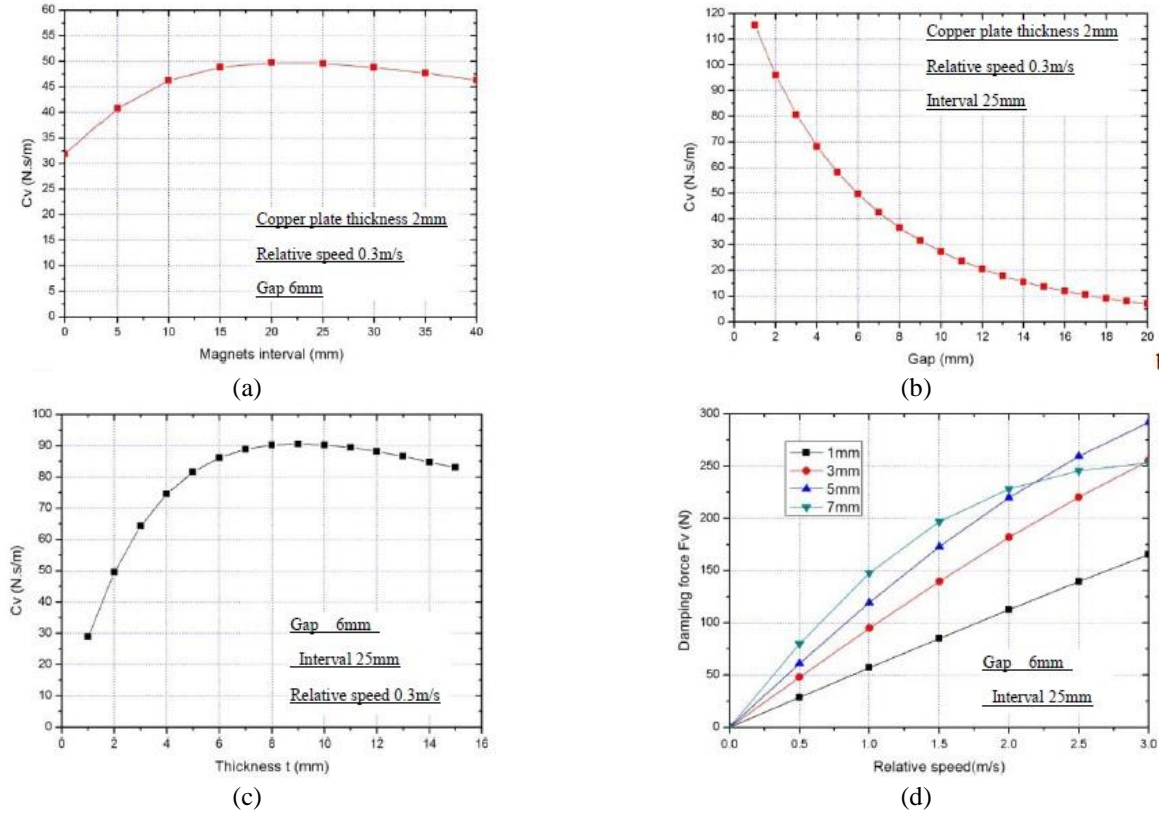 60
55
50
45
40
35
30
25
20
15
10
5
0
Cv (N.s/m)
Copper plate thickness 2mm
Relative speed 0.3m/s
Gap 6mm
0 5 10 15 20 25 30 35 40
Magnets interval (mm)
(a)
120
110
100
90
80
70
60
50
40
30
20
10
0
Cv (N.s/m)
Copper plate thickness 2mm
Relative speed 0.3m/s
Interval 25mm
0 2 4 6 8 10 12 14 16 18 20
Gap (mm)
(b)
100
90
80
70
60
50
40
30
20
10
0
Cv (N.s/m)
Gap 6mm
Interval 25mm
Relative speed 0.3m/s
0 2 4 6 8 10 12 14 16
Thickness t (mm)
(c)
300
250
200
150
100
50
0
Damping force Fv (N)
1mm
3mm
5mm
7mm
Gap 6mm
Interval 25mm
0.0 0.5 1.0 1.5 2.0 2.5 3.0
Relative speed(m/s)
(d)